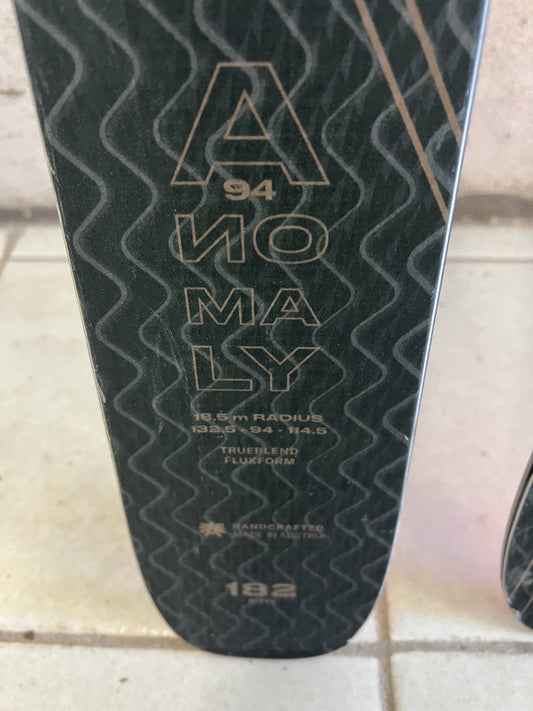 A
94
NO
MA
LY
18.5 m RADIUS
132.5 - 94 - 114.5
TRUEBLEND
FLUXFORM
HANDCRAFTED
MADE IN AUSTRIA
182